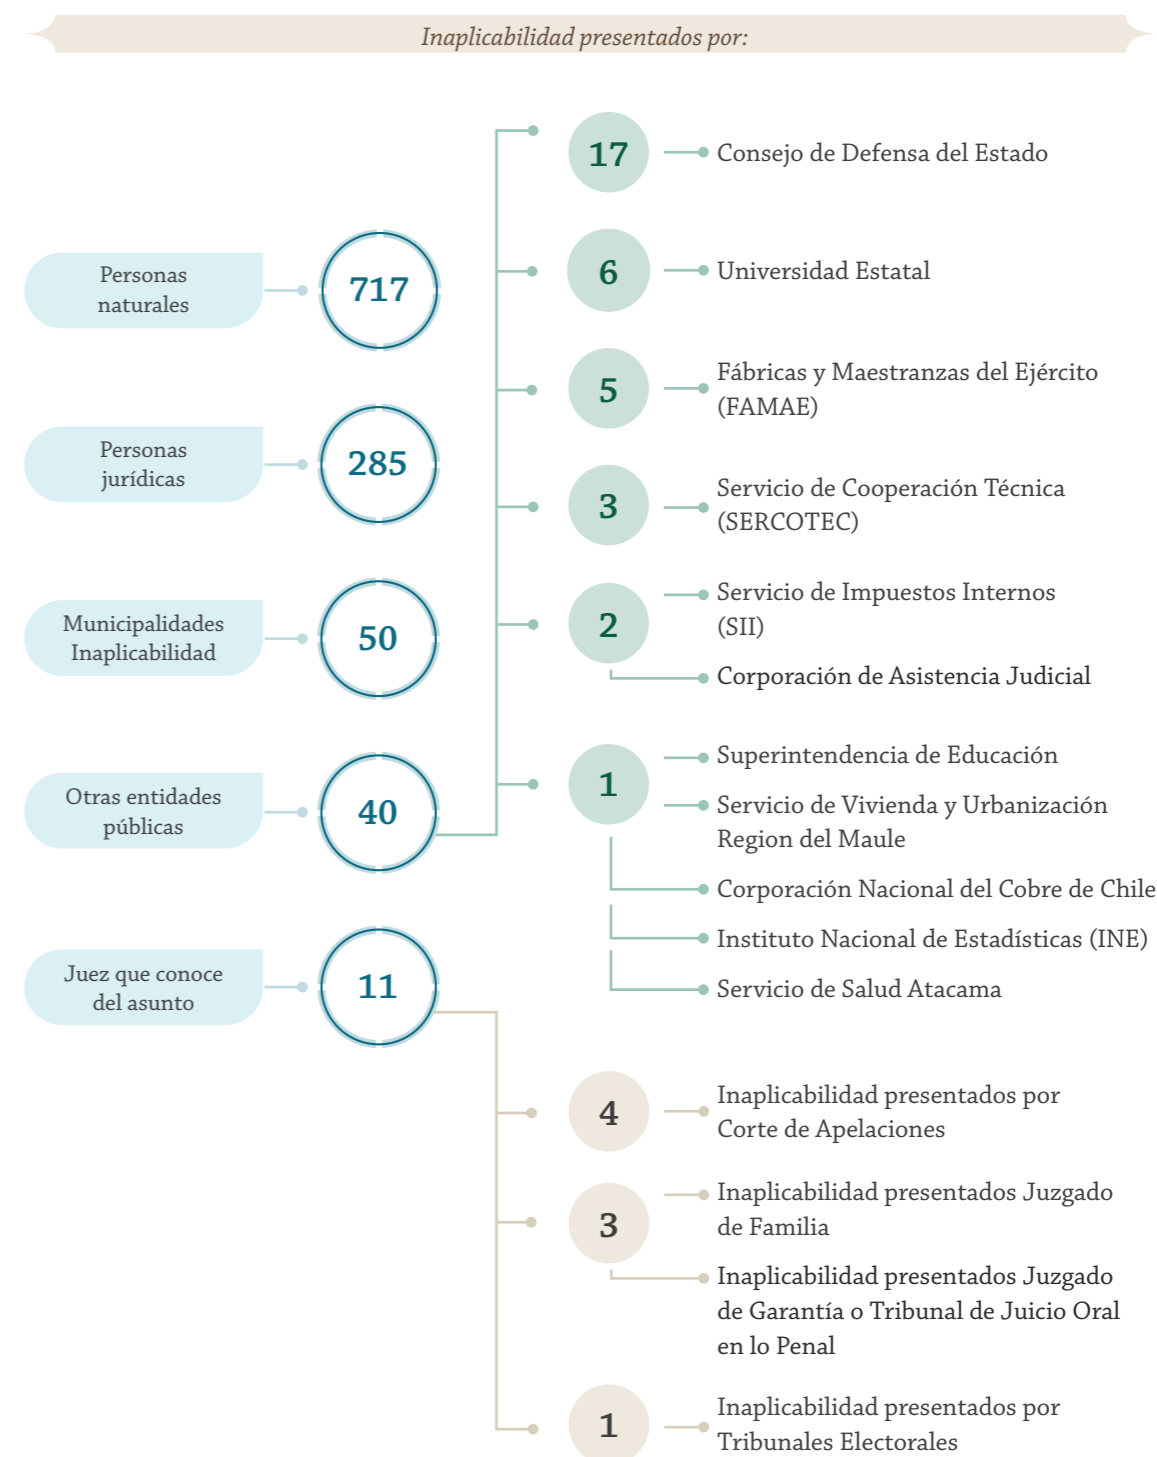 Inaplicabilidad presentados por:
Personas
naturales
717
Personas
jurídicas
285
Municipalidades
Inaplicabilidad
50
Otras entidades
públicas
40
Juez que conoce
del asunto
11
17
Consejo de Defensa del Estado
6
Universidad Estatal
5
Fábricas y Maestranzas del Ejército
(FAMAE)
3
Servicio de Cooperación Técnica
(SERCOTEC)
2
Servicio de Impuestos Internos
(SII)
Corporación de Asistencia Judicial
1
Superintendencia de Educación
Servicio de Vivienda y Urbanización
Region del Maule
Corporación Nacional del Cobre de Chile
Instituto Nacional de Estadísticas (INE)
Servicio de Salud Atacama
4
Inaplicabilidad presentados por
Corte de Apelaciones
3
Inaplicabilidad presentados Juzgado
de Familia
Inaplicabilidad presentados Juzgado
de Garantía o Tribunal de Juicio Oral
en lo Penal
1
Inaplicabilidad presentados por
Tribunales Electorales